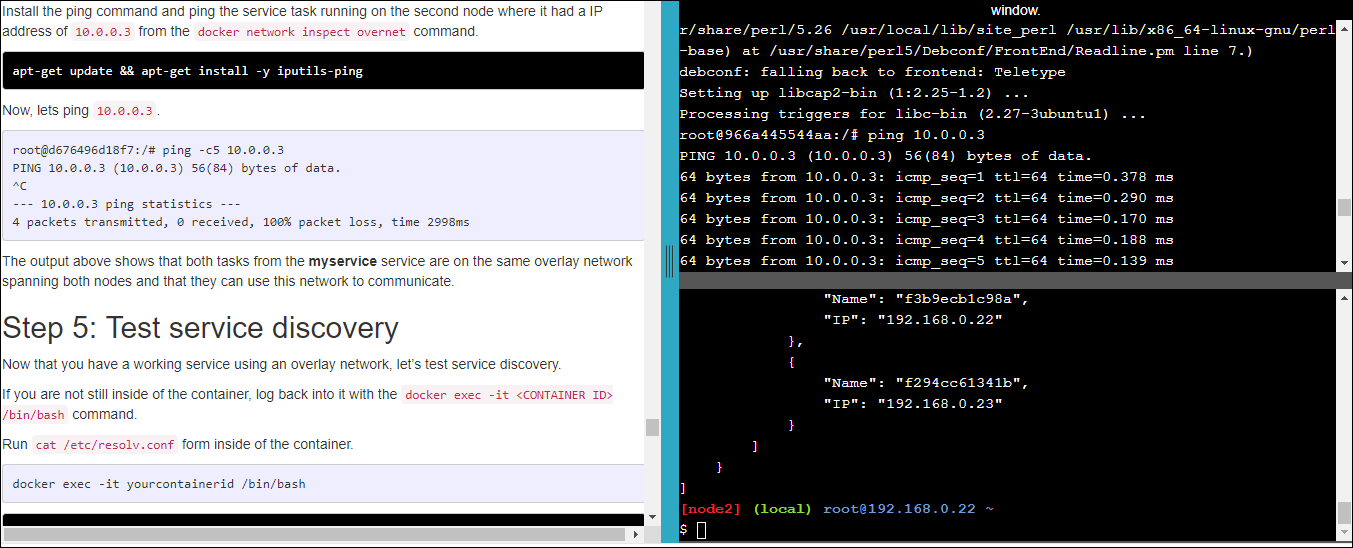 Install the ping command and ping the service task running on the second node where it had a IP
address of 10.0.0.3 from the docker network inspect overnet command.
apt-get update && apt-get install -y iputils-ping
Now, lets ping 10.0.0.3.
root@d676496d18f7:/# ping -c5 10.0.0.3
PING 10.0.0.3 (10.0.0.3) 56(84) bytes of data.
^C
--- 10.0.0.3 ping statistics ---
4 packets transmitted, 0 received, 100% packet loss, time 2998ms
The output above shows that both tasks from the myservice service are on the same overlay network
spanning both nodes and that they can use this network to communicate.
Step 5: Test service discovery
Now that you have a working service using an overlay network, let’s test service discovery.
If you are not still inside of the container, log back into it with the docker exec -it <CONTAINER ID>
/bin/bash command.
Run cat /etc/resolv.conf form inside of the container.
docker exec -it yourcontainerid /bin/bash
window.
r/share/perl/5.26 /usr/local/lib/site_perl /usr/lib/x86_64-linux-gnu/perl
-base) at /usr/share/perl5/Debconf/FrontEnd/Readline.pm line 7.)
debconf: falling back to frontend: Teletype
Setting up libcap2-bin (1:2.25-1.2) ...
Processing triggers for libc-bin (2.27-3ubuntu1) ...
root@966a445544aa:/# ping 10.0.0.3
PING 10.0.0.3 (10.0.0.3) 56(84) bytes of data.
64 bytes from 10.0.0.3: icmp_seq=1 ttl=64 time=0.378 ms
64 bytes from 10.0.0.3: icmp_seq=2 ttl=64 time=0.290 ms
64 bytes from 10.0.0.3: icmp_seq=3 ttl=64 time=0.170 ms
64 bytes from 10.0.0.3: icmp_seq=4 ttl=64 time=0.188 ms
64 bytes from 10.0.0.3: icmp_seq=5 ttl=64 time=0.139 ms
"Name": "f3b9ecb1c98a",
"IP": "192.168.0.22"
},
{
"Name": "f294cc61341b",
"IP": "192.168.0.23"
}
]
}
]
[node2] (local) root@192.168.0.22 ~
$